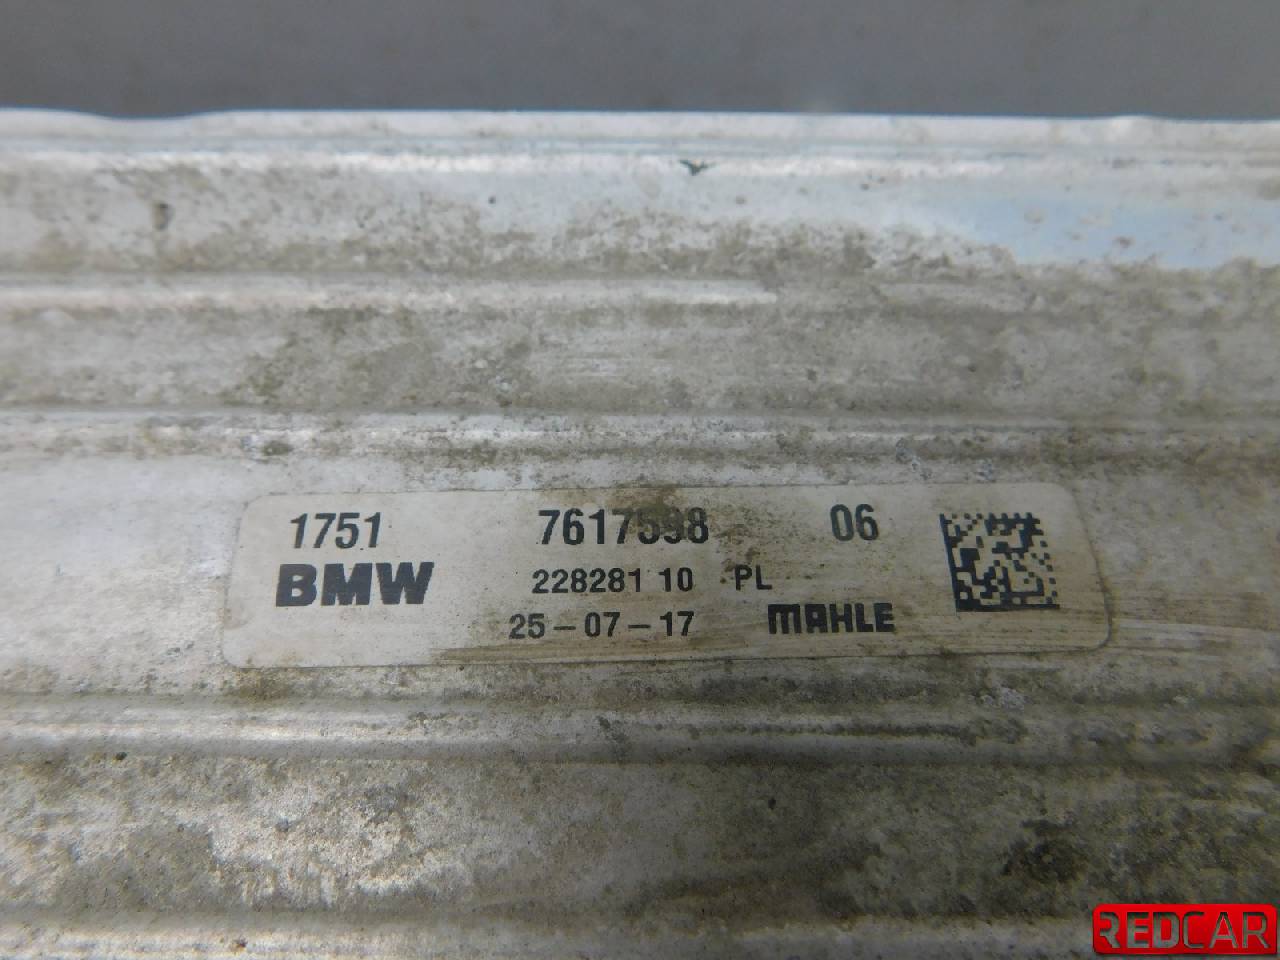 1751 7617598 06
BMW 228281 10 PL
25-07-17 MAHLE
REDCAR